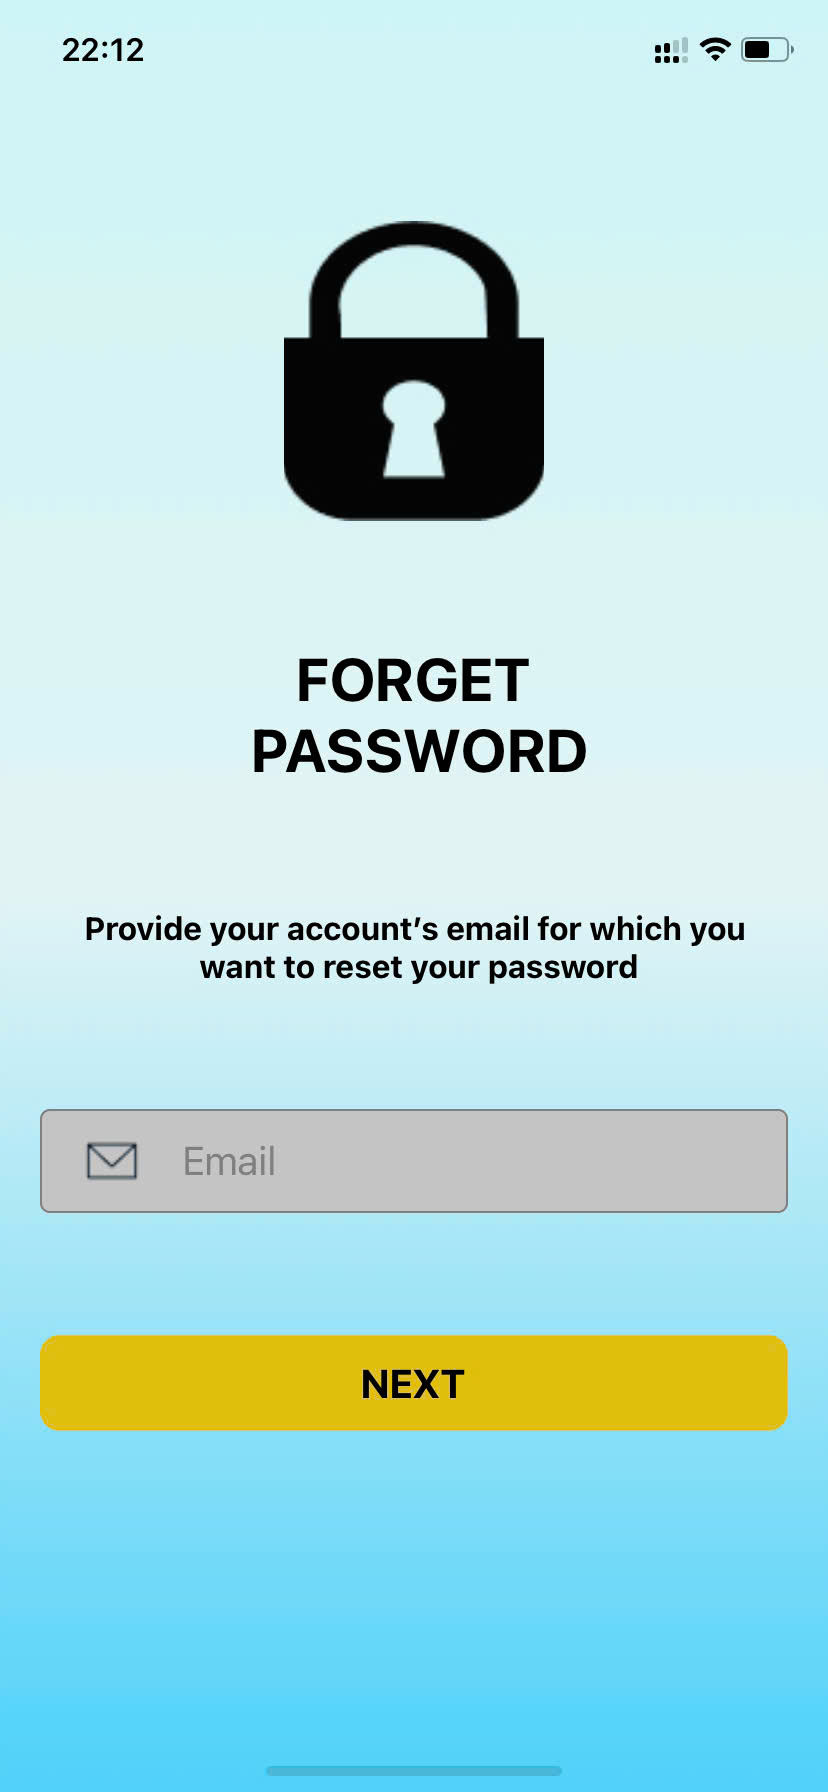 22:12
FORGET
PASSWORD
Provide your account’s email for which you
want to reset your password
Email
NEXT